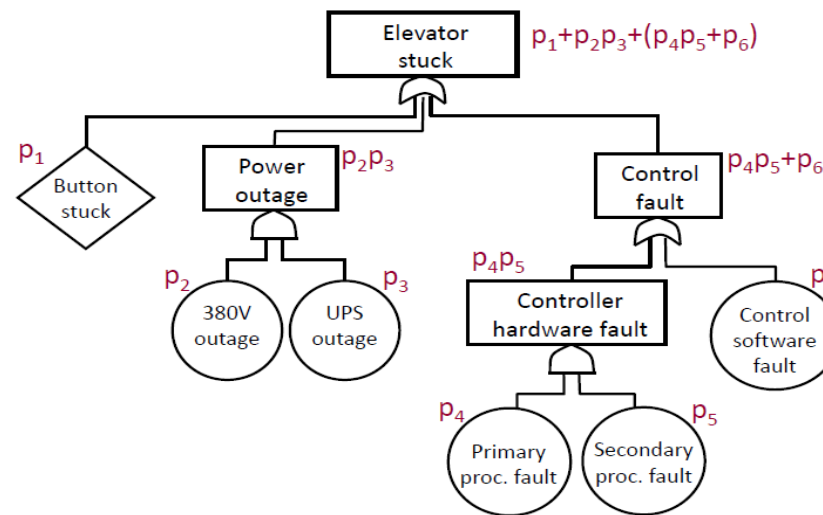 Elevator
stuck
p₁+p₂p₃+(p₄p₅+p₆)
p₁
Button
stuck
Power
outage
p₂p₃
Control
fault
p₄p₅+p₆
p₂
380V
outage
p₃
UPS
outage
p₄p₅
Controller
hardware fault
p
Control
software
fault
p₄
Primary
proc. fault
Secondary
proc. fault
p₅